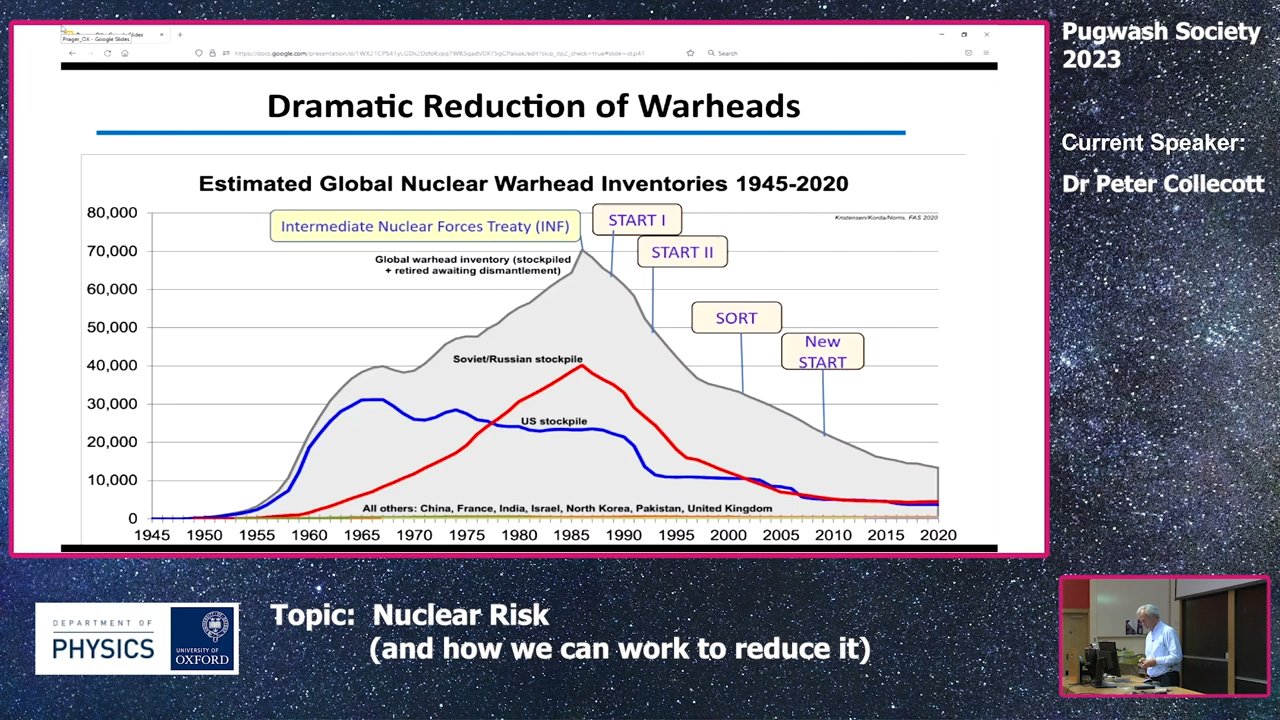 Prager_OX - Google Slides
Search
Dramatic Reduction of Warheads
Estimated Global Nuclear Warhead Inventories 1945-2020
Kristensen/Korda/Norris, FAS 2020
80,000
70,000
60,000
50,000
40,000
30,000
20,000
10,000
0
Intermediate Nuclear Forces Treaty (INF)
START I
START II
SORT
New
START
Global warhead inventory (stockpiled
+ retired awaiting dismantlement)
Soviet/Russian stockpile
US stockpile
All others: China, France, India, Israel, North Korea, Pakistan, United Kingdom
1945 1950 1955 1960 1965 1970 1975 1980 1985 1990 1995 2000 2005 2010 2015 2020
Pugwash Society
2023
Current Speaker:
Dr Peter Collecott
DEPARTMENT OF
PHYSICS
UNIVERSITY OF
OXFORD
Topic: Nuclear Risk
(and how we can work to reduce it)